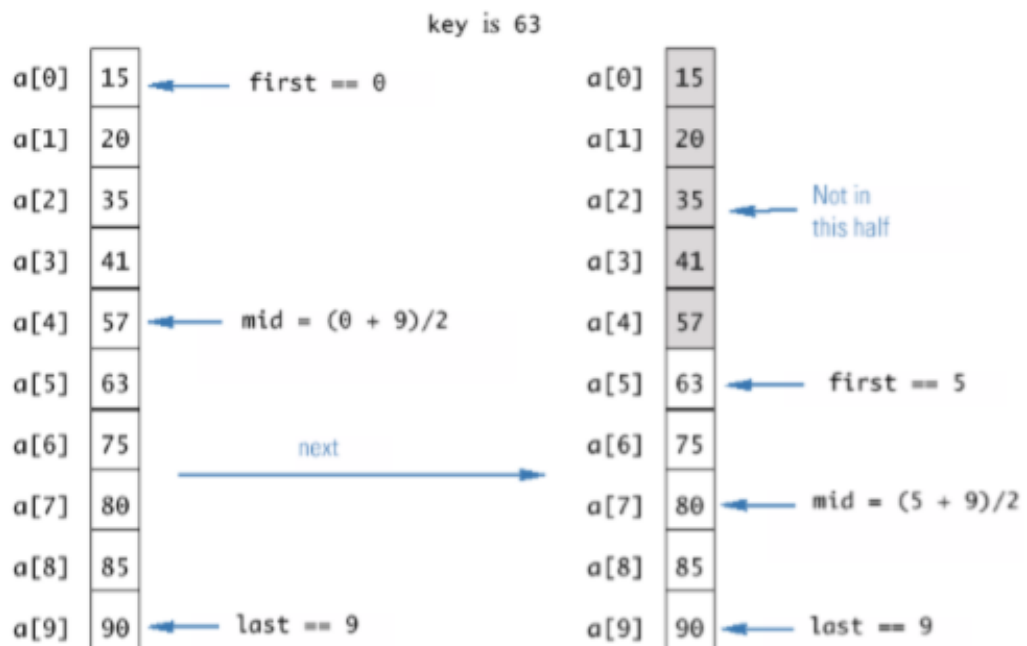 key is 63
a[0] 15 first == 0
a[1] 20
a[2] 35
a[3] 41
a[4] 57 mid = (0 + 9)/2
a[5] 63
a[6] 75
next
a[7] 80
a[8] 85
a[9] 90 last == 9
a[0] 15
a[1] 20
a[2] 35
Not in
this half
a[3] 41
a[4] 57
a[5] 63 first == 5
a[6] 75
a[7] 80 mid = (5 + 9)/2
a[8] 85
a[9] 90 last == 9